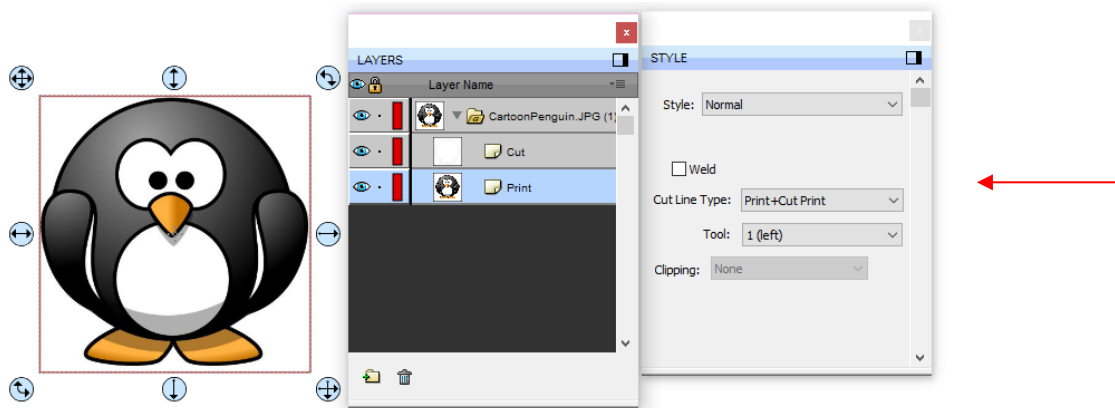 x
LAYERS
Layer Name
CartoonPenguin.JPG (1)
Cut
Print
x
STYLE
Style: Normal
Weld
Cut Line Type: Print+Cut Print
Tool: 1 (left)
Clipping: None